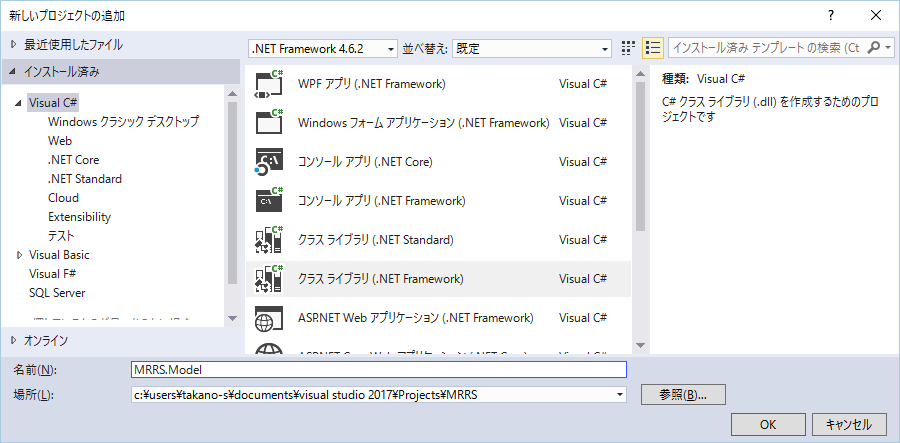 新しいプロジェクトの追加
最近使用したファイル
インストール済み
Visual C#
Windows クラシック デスクトップ
Web
.NET Core
.NET Standard
Cloud
Extensibility
テスト
Visual Basic
Visual F#
SQL Server
オンライン
.NET Framework 4.6.2 並べ替え: 既定
WPF アプリ (.NET Framework) Visual C#
Windows フォーム アプリケーション (.NET Framework) Visual C#
コンソール アプリ (.NET Core) Visual C#
コンソール アプリ (.NET Framework) Visual C#
クラス ライブラリ (.NET Standard) Visual C#
クラス ライブラリ (.NET Framework) Visual C#
ASP.NET Web アプリケーション (.NET Framework) Visual C#
インストール済み テンプレート の検索 (Ct
種類: Visual C#
C# クラス ライブラリ (.dll) を作成するためのプロ
ジェクトです
名前(N): MRRS.Model
場所(L): c:¥users¥takano-s¥documents¥visual studio 2017¥Projects¥MRRS 参照(B)...
OK キャンセル